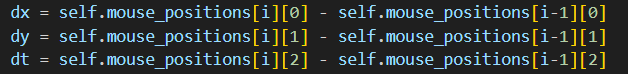 dx = self.mouse_positions[i][0] - self.mouse_positions[i-1][0]
dy = self.mouse_positions[i][1] - self.mouse_positions[i-1][1]
dt = self.mouse_positions[i][2] - self.mouse_positions[i-1][2]